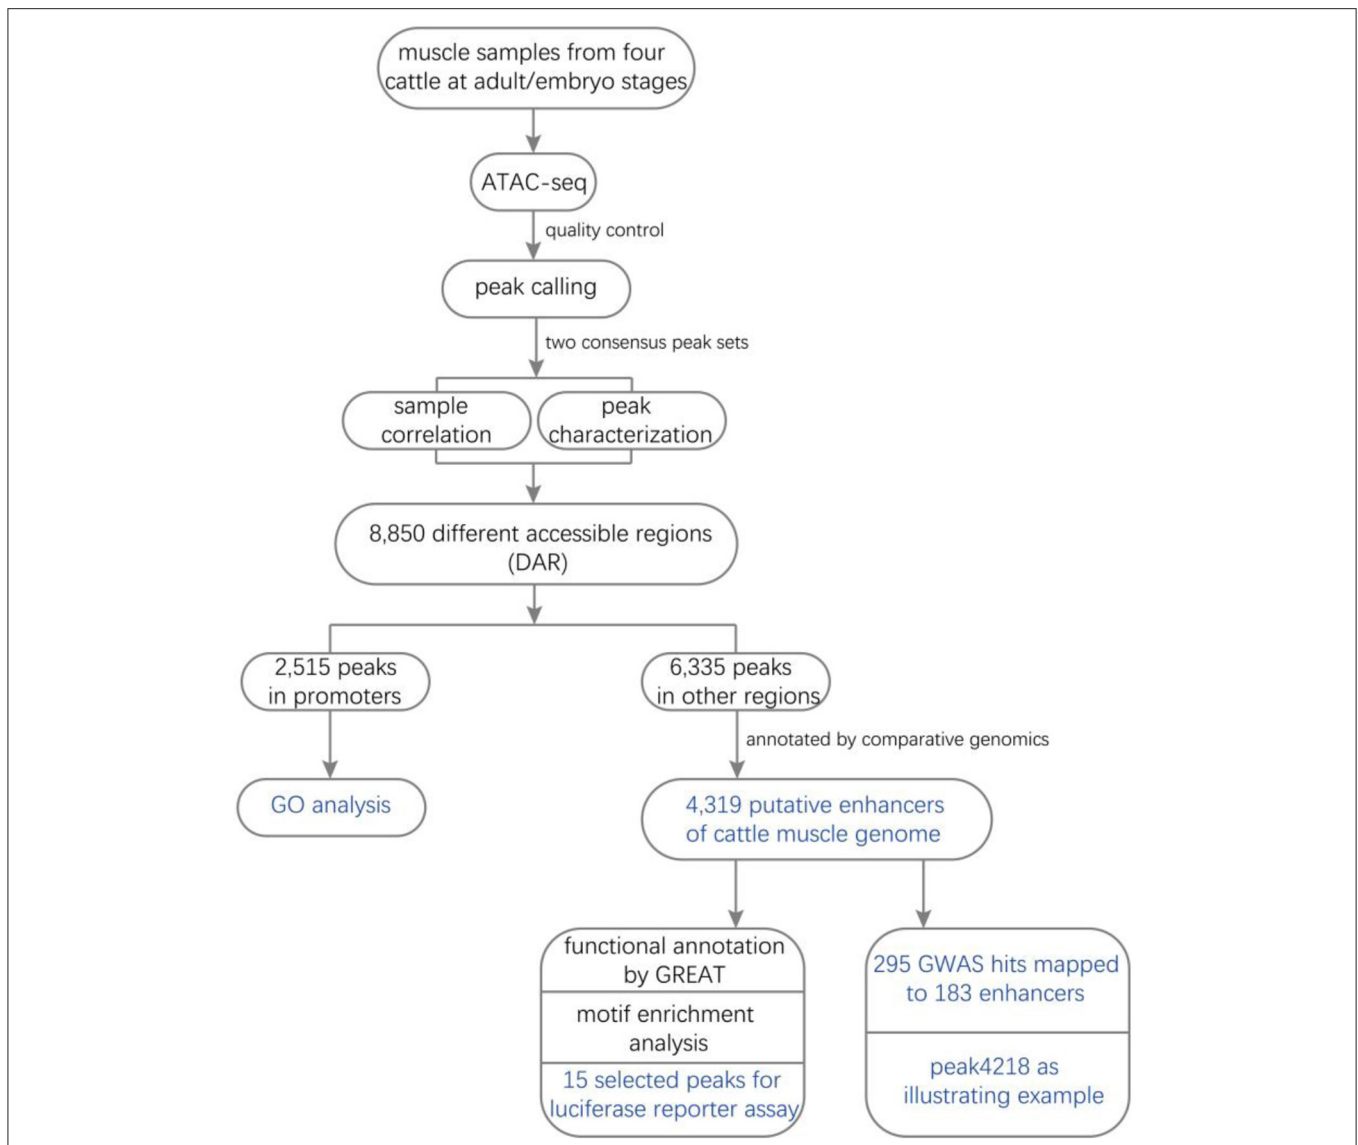 muscle samples from four
cattle at adult/embryo stages
ATAC-seq
quality control
peak calling
two consensus peak sets
sample
correlation
peak
characterization
8,850 different accessible regions
(DAR)
2,515 peaks
in promoters
6,335 peaks
in other regions
annotated by comparative genomics
GO analysis
4,319 putative enhancers
of cattle muscle genome
functional annotation
by GREAT
motif enrichment
analysis
15 selected peaks for
luciferase reporter assay
295 GWAS hits mapped
to 183 enhancers
peak4218 as
illustrating example